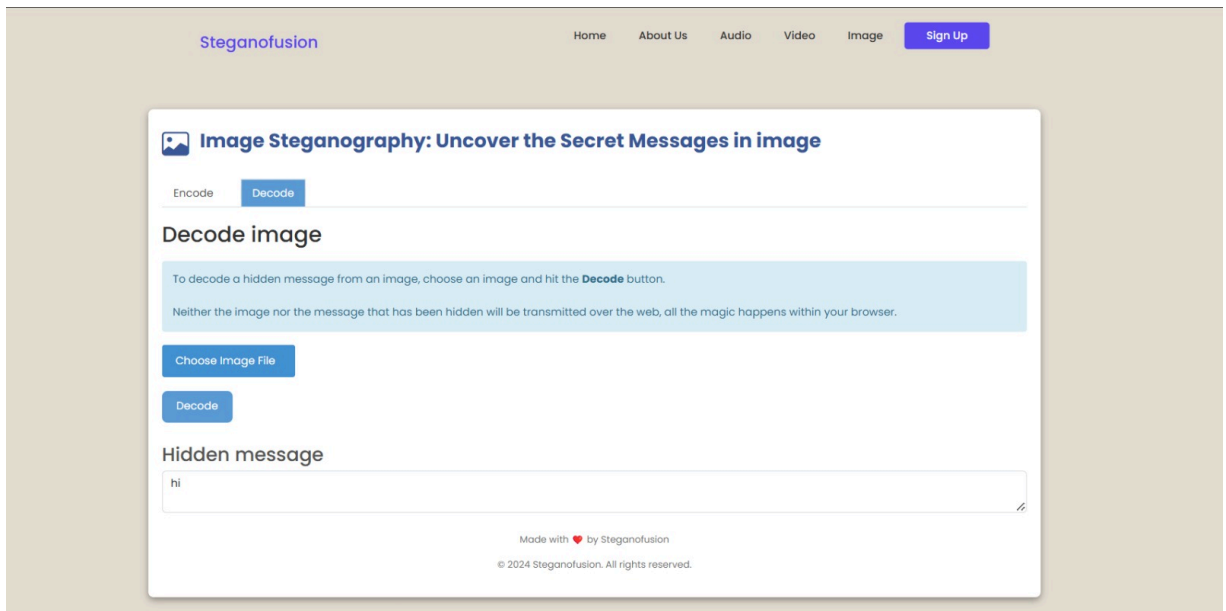 Steganofusion
Home About Us Audio Video Image Sign Up
Image Steganography: Uncover the Secret Messages in image
Encode Decode
Decode image
To decode a hidden message from an image, choose an image and hit the Decode button.
Neither the image nor the message that has been hidden will be transmitted over the web, all the magic happens within your browser.
Choose Image File
Decode
Hidden message
hi
Made with ❤ by Steganofusion
© 2024 Steganofusion. All rights reserved.